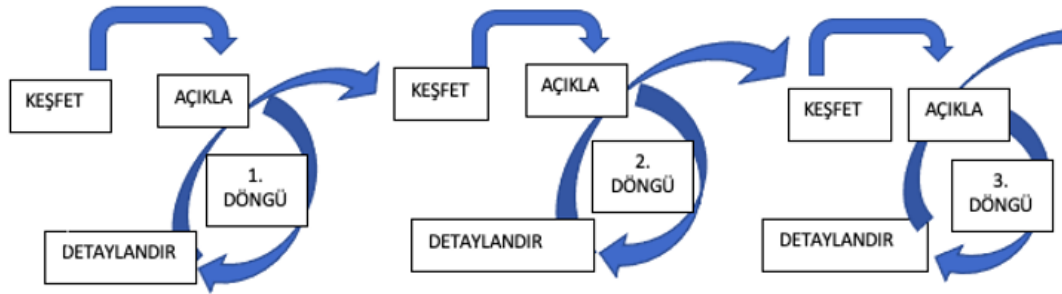 KEŞFET
AÇIKLA
1.
DÖNGÜ
DETAYLANDIR
KEŞFET
AÇIKLA
2.
DÖNGÜ
DETAYLANDIR
KEŞFET
AÇIKLA
3.
DÖNGÜ
DETAYLANDIR